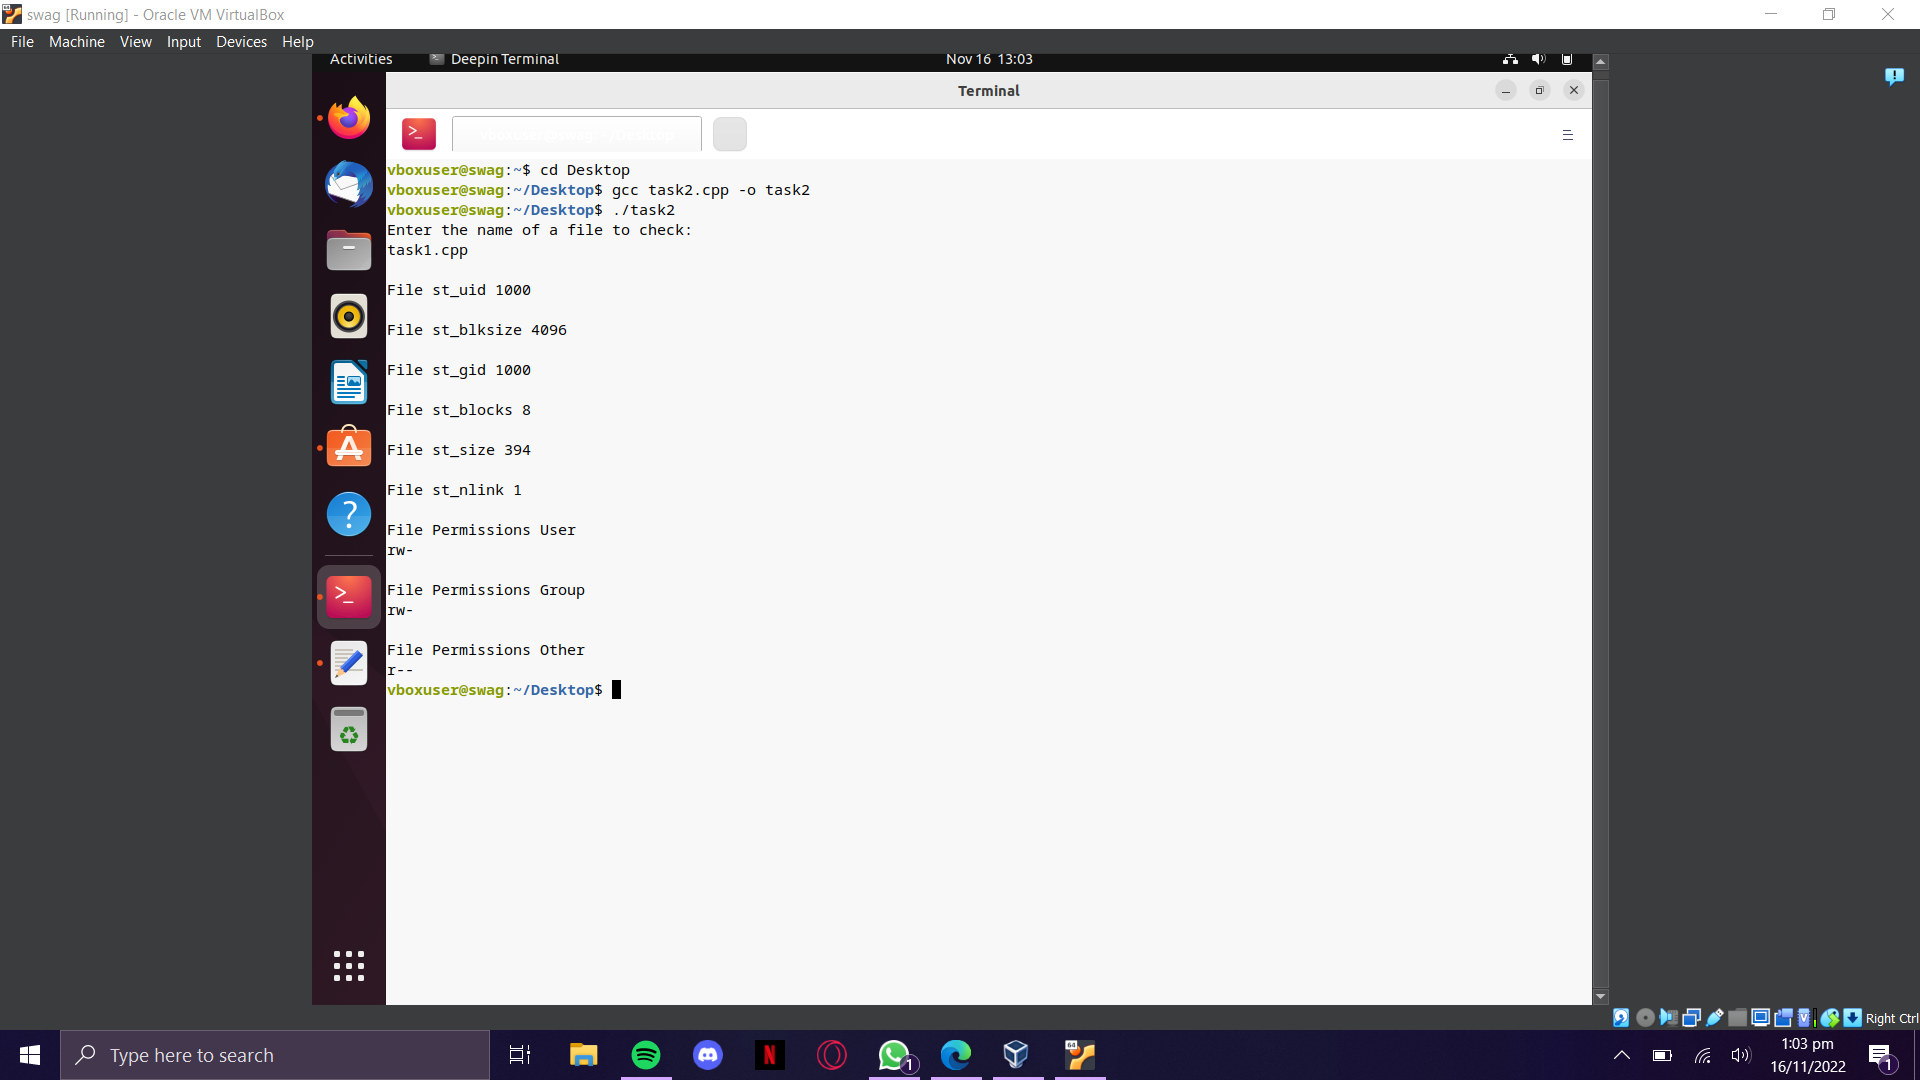 swag [Running] - Oracle VM VirtualBox
File Machine View Input Devices Help
Activities Deepin Terminal Nov 16 13:03
Terminal
vboxuser@swag:~$ cd Desktop
vboxuser@swag:~/Desktop$ gcc task2.cpp -o task2
vboxuser@swag:~/Desktop$ ./task2
Enter the name of a file to check:
task1.cpp
File st_uid 1000
File st_blksize 4096
File st_gid 1000
File st_blocks 8
File st_size 394
File st_nlink 1
File Permissions User
rw-
File Permissions Group
rw-
File Permissions Other
r--
vboxuser@swag:~/Desktop$
Right Ctrl
Type here to search
1
1:03 pm
16/11/2022
1